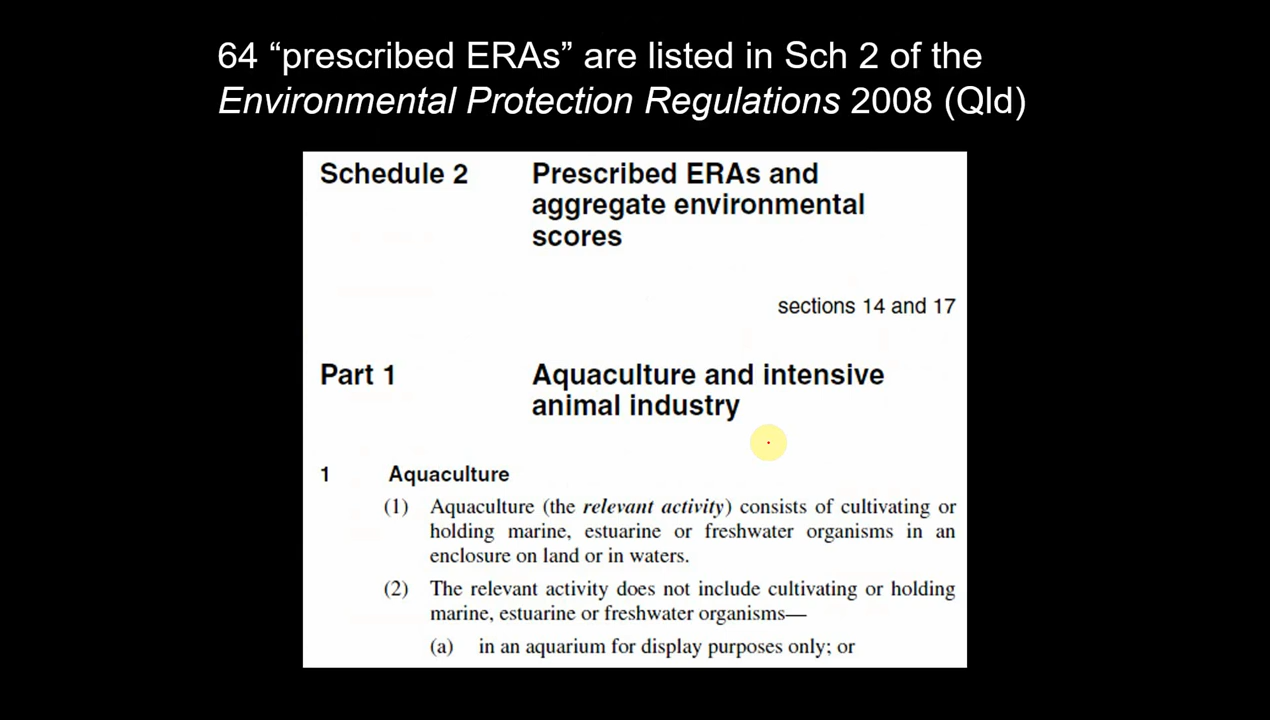 64 “prescribed ERAs” are listed in Sch 2 of the
Environmental Protection Regulations 2008 (Qld)
Schedule 2 Prescribed ERAs and
aggregate environmental
scores
sections 14 and 17
Part 1 Aquaculture and intensive
animal industry
1 Aquaculture
(1) Aquaculture (the relevant activity) consists of cultivating or
holding marine, estuarine or freshwater organisms in an
enclosure on land or in waters.
(2) The relevant activity does not include cultivating or holding
marine, estuarine or freshwater organisms—
(a) in an aquarium for display purposes only; or